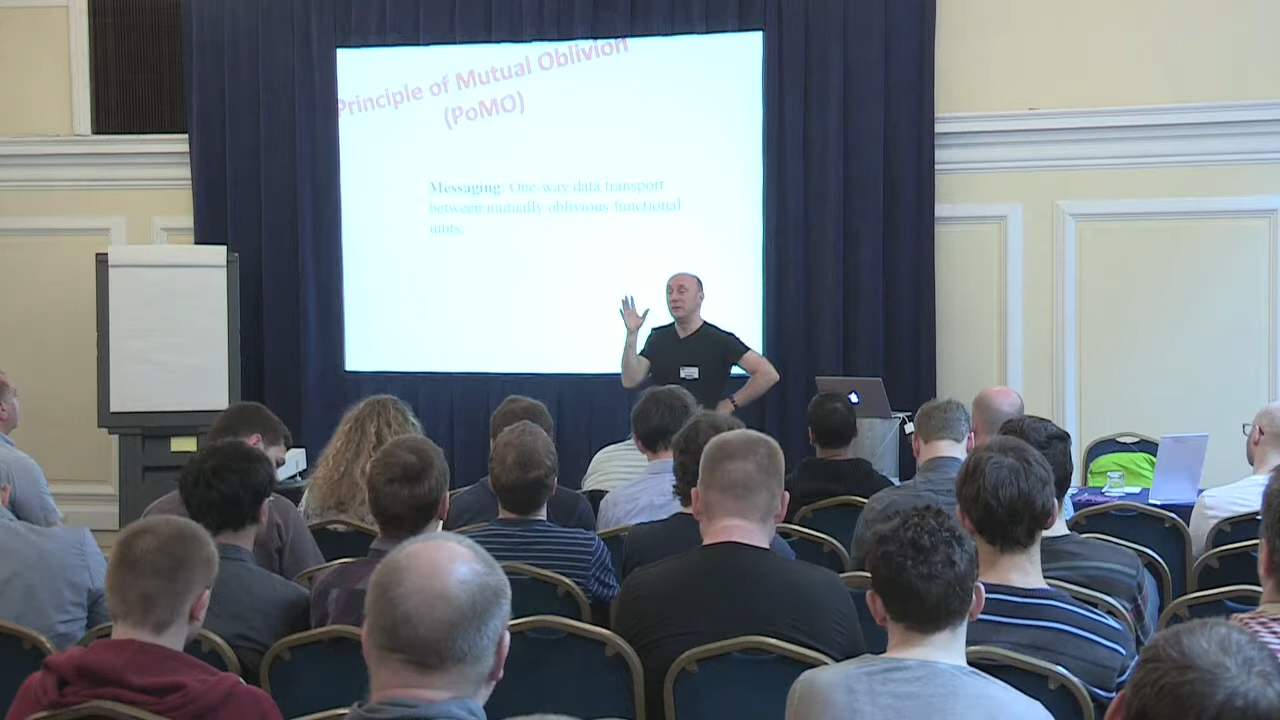 Principle of Mutual Oblivion
(PoMO)
Messaging: One-way data transport
between mutually oblivious functional
units.